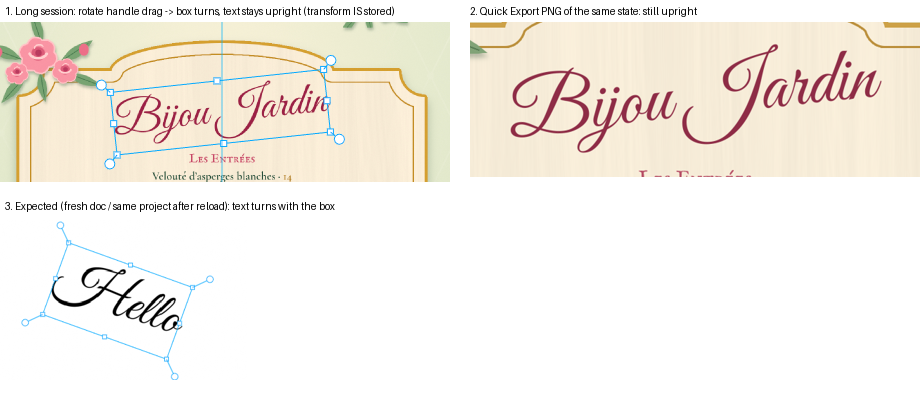 1. Long session: rotate handle drag -> box turns, text stays upright (transform IS stored)
2. Quick Export PNG of the same state: still upright
Bijou Jardin
Les Entrées
Velouté d'asperges blanches · 14
Bijou Jardin
Les Entrées
3. Expected (fresh doc / same project after reload): text turns with the box
Hello